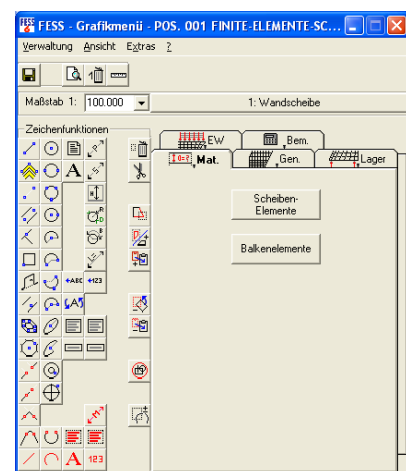 FESS - Grafikmenü - POS. 001 FINITE-ELEMENTE-SC...
Verwaltung Ansicht Extras ?
Maßstab 1: 100.000 1: Wandscheibe
Zeichenfunktionen
EW Bem.
Mat. Gen. Lager
Scheiben-
Elemente
Balkenelemente
A
+ABC +123
A
A 123